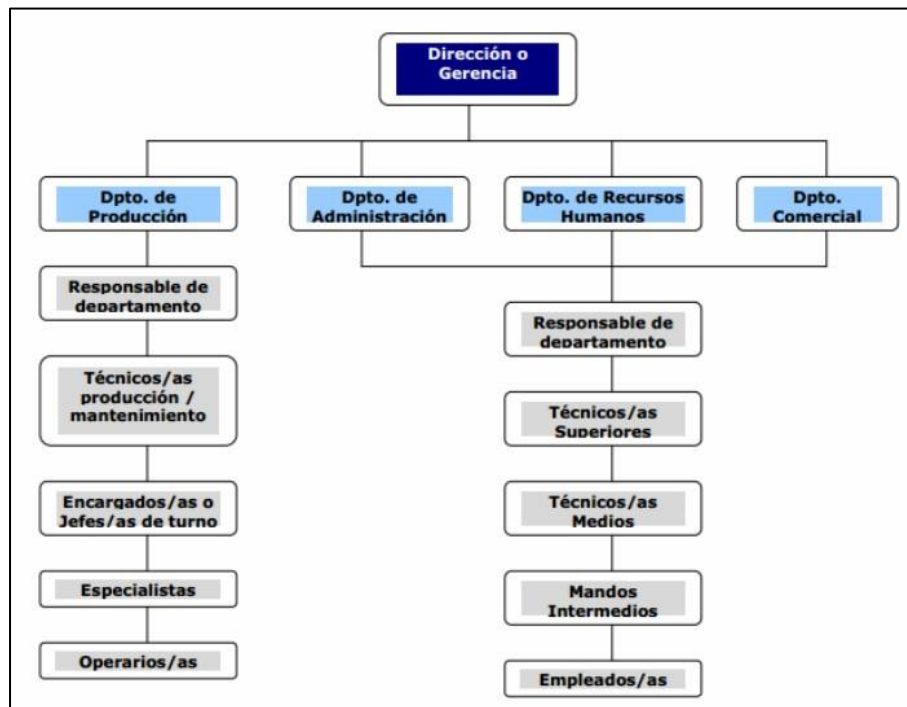 Dirección o
Gerencia
Dpto. de
Producción
Dpto. de
Administración
Dpto. de Recursos
Humanos
Dpto.
Comercial
Responsable de
departamento
Técnicos/as
producción /
mantenimiento
Encargados/as o
Jefes/as de turno
Especialistas
Operarios/as
Responsable de
departamento
Técnicos/as
Superiores
Técnicos/as
Medios
Mandos
Intermedios
Empleados/as